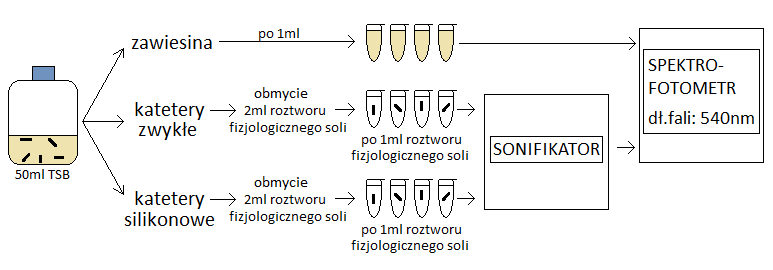 zawiesina
po 1ml
50ml TSB
katetery
zwykłe
obmycie
2ml roztworu
fizjologicznego soli
po 1ml roztworu
fizjologicznego soli
katetery
silikonowe
obmycie
2ml roztworu
fizjologicznego soli
po 1ml roztworu
fizjologicznego soli
SONIFIKATOR
SPEKTRO-
FOTOMETR
dł.fali: 540nm